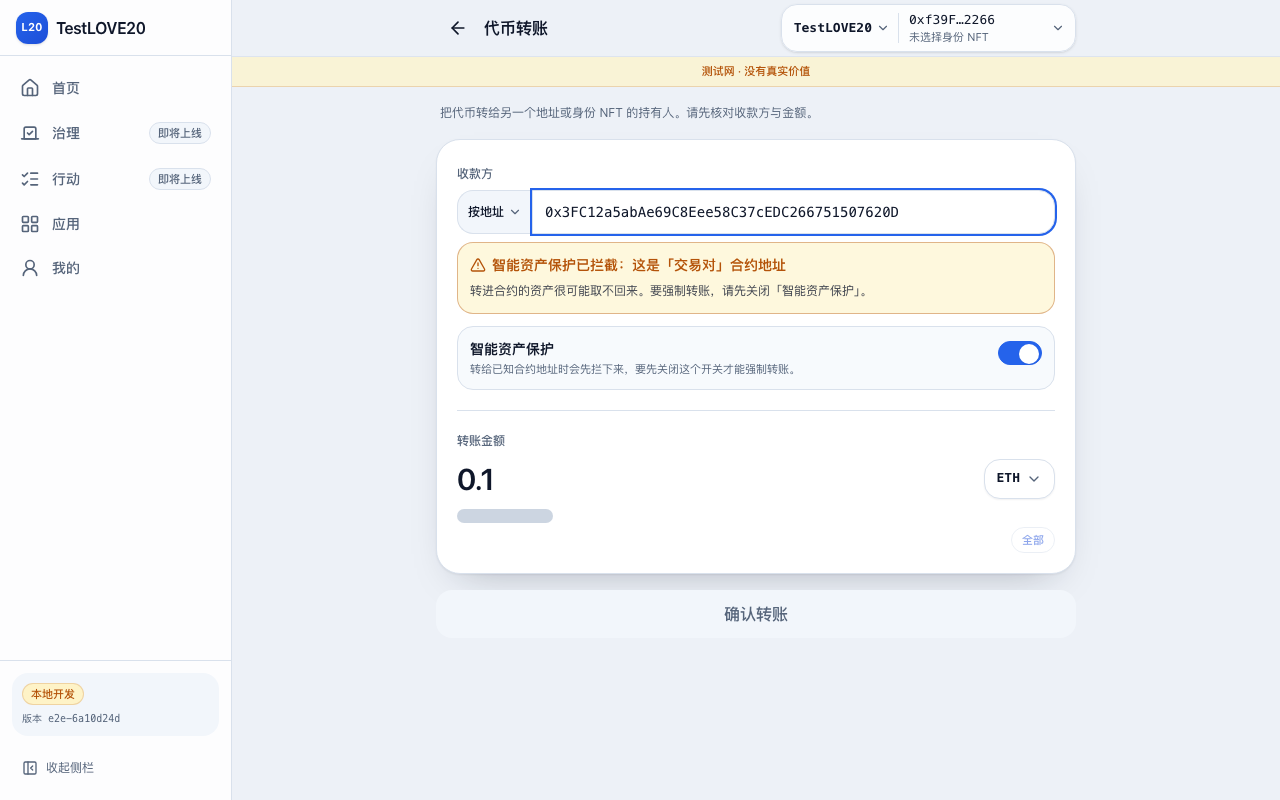 L20 TestLOVE20
首页
治理 即将上线
行动 即将上线
应用
我的
本地开发
版本 e2e-6a10d24d
收起侧栏
代币转账
TestLOVE20
0xf39F…2266
未选择身份 NFT
测试网 · 没有真实价值
把代币转给另一个地址或身份 NFT 的持有人。请先核对收款方与金额。
收款方
按地址 0x3FC12a5abAe69C8Eee58C37cEDC266751507620D
智能资产保护已拦截：这是「交易对」合约地址
转进合约的资产很可能取不回来。要强制转账，请先关闭「智能资产保护」。
智能资产保护
转给已知合约地址时会先拦下来，要先关闭这个开关才能强制转账。
转账金额
0.1 ETH
全部
确认转账